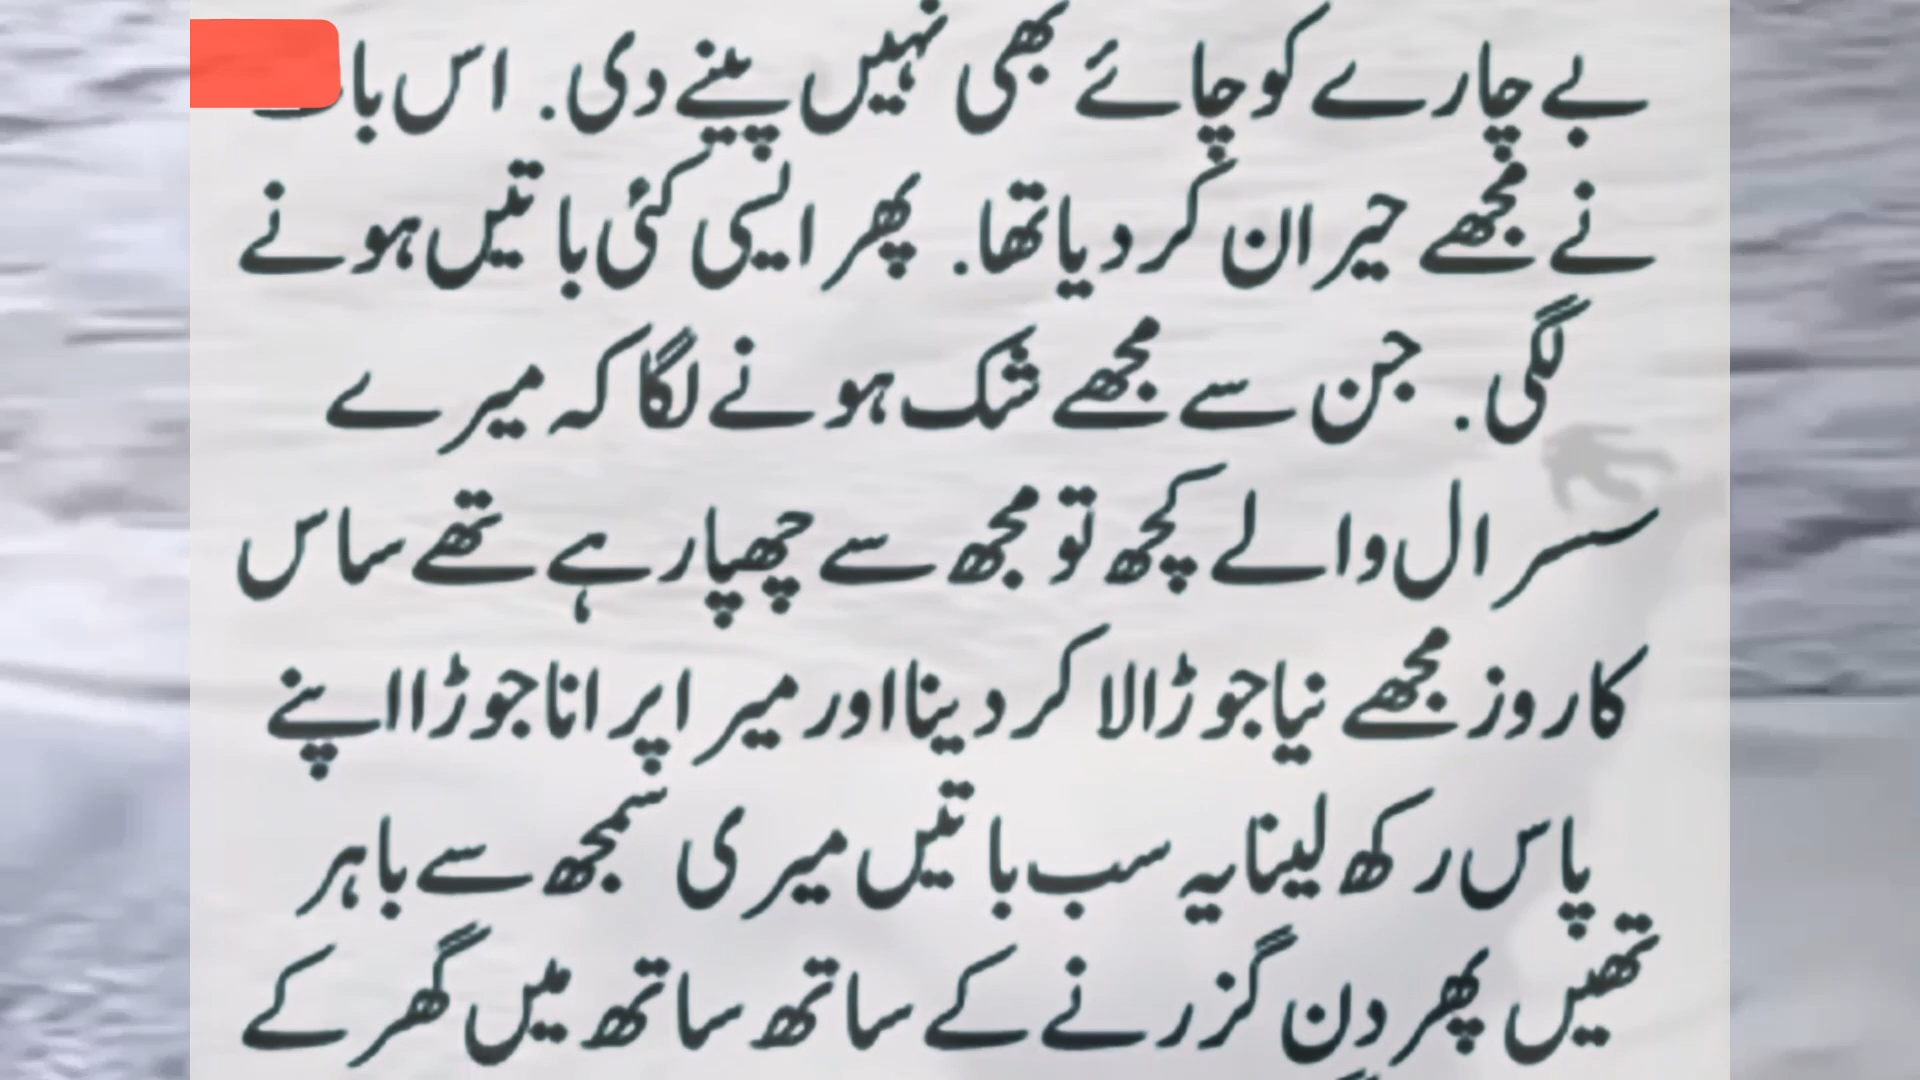 بے چارے کو چائے بھی نہیں پینے دی. اس بات
نے مجھے حیران کر دیا تھا. پھر ایسی کئی باتیں ہونے
لگی. جن سے مجھے شک ہونے لگا کہ میرے
سسرال والے کچھ تو مجھ سے چھپا رہے تھے ساس
کا روز مجھے نیا جوڑا لا کر دینا اور میرا پرانا جوڑا اپنے
پاس رکھ لینا یہ سب باتیں میری سمجھ سے باہر
تھیں پھر دن گزرنے کے ساتھ ساتھ میں گھر کے